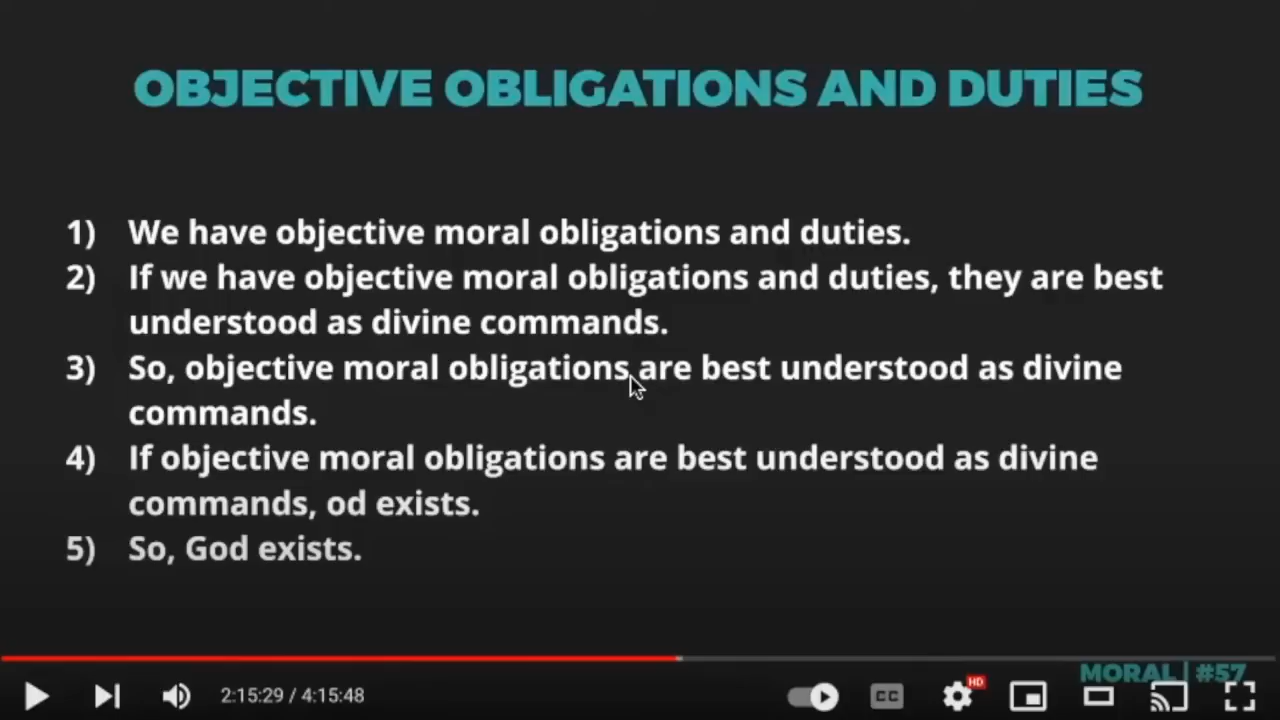 OBJECTIVE OBLIGATIONS AND DUTIES
1) We have objective moral obligations and duties.
2) If we have objective moral obligations and duties, they are best
understood as divine commands.
3) So, objective moral obligations are best understood as divine
commands.
4) If objective moral obligations are best understood as divine
commands, od exists.
5) So, God exists.
MORAL | #57
2:15:29 / 4:15:48
CC
HD